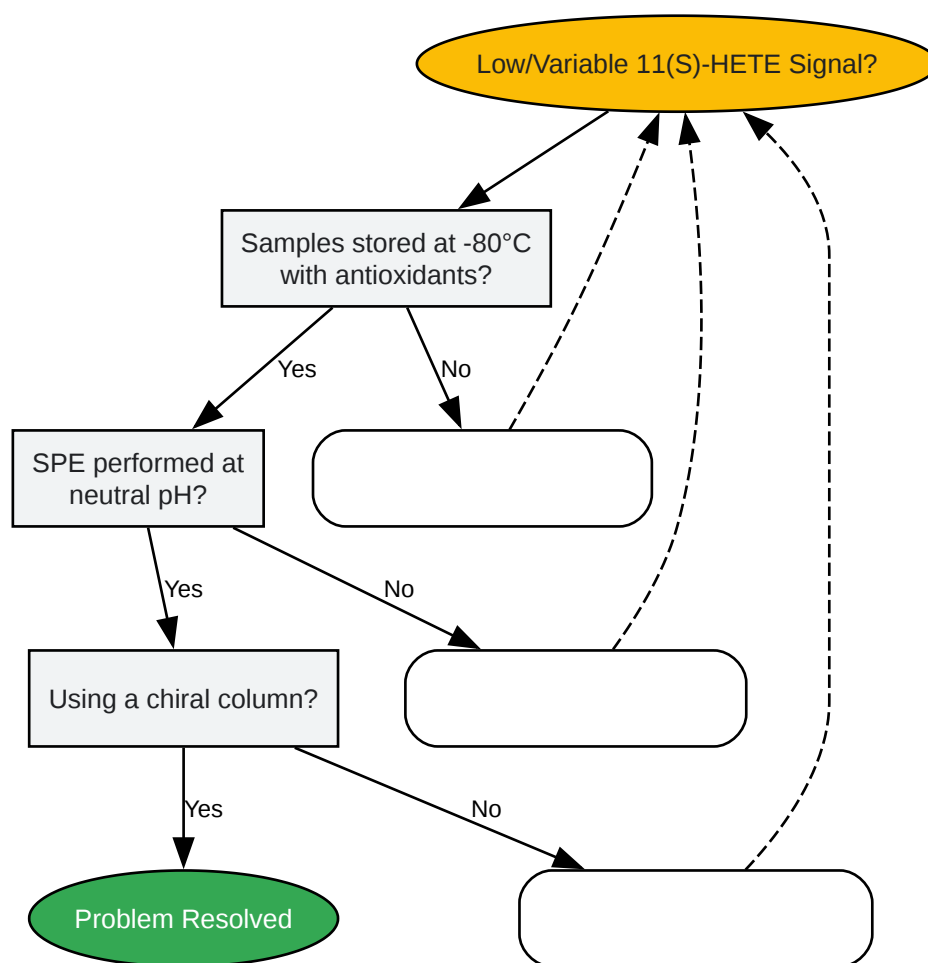 Low/Variable 11(S)-HETE Signal?
Samples stored at -80°C
with antioxidants?
Yes
No
SPE performed at
neutral pH?
Yes
No
Using a chiral column?
Yes
No
Problem Resolved